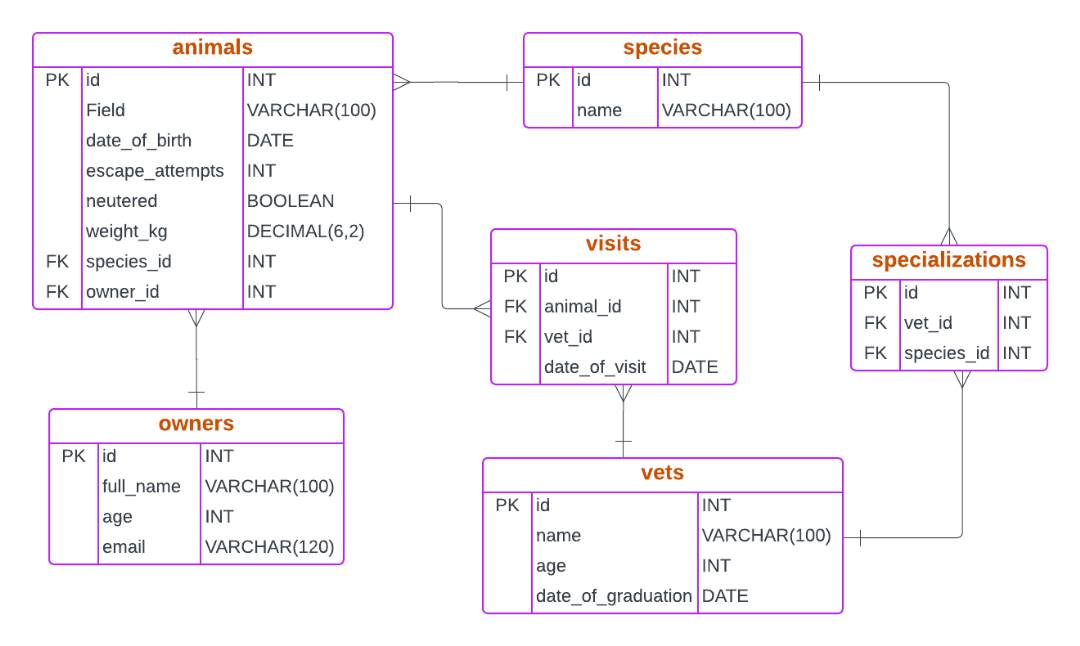 animals
PK id INT
Field VARCHAR(100)
date_of_birth DATE
escape_attempts INT
neutered BOOLEAN
weight_kg DECIMAL(6,2)
FK species_id INT
FK owner_id INT
species
PK id INT
name VARCHAR(100)
visits
PK id INT
FK animal_id INT
FK vet_id INT
date_of_visit DATE
specializations
PK id INT
FK vet_id INT
FK species_id INT
owners
PK id INT
full_name VARCHAR(100)
age INT
email VARCHAR(120)
vets
PK id INT
name VARCHAR(100)
age INT
date_of_graduation DATE